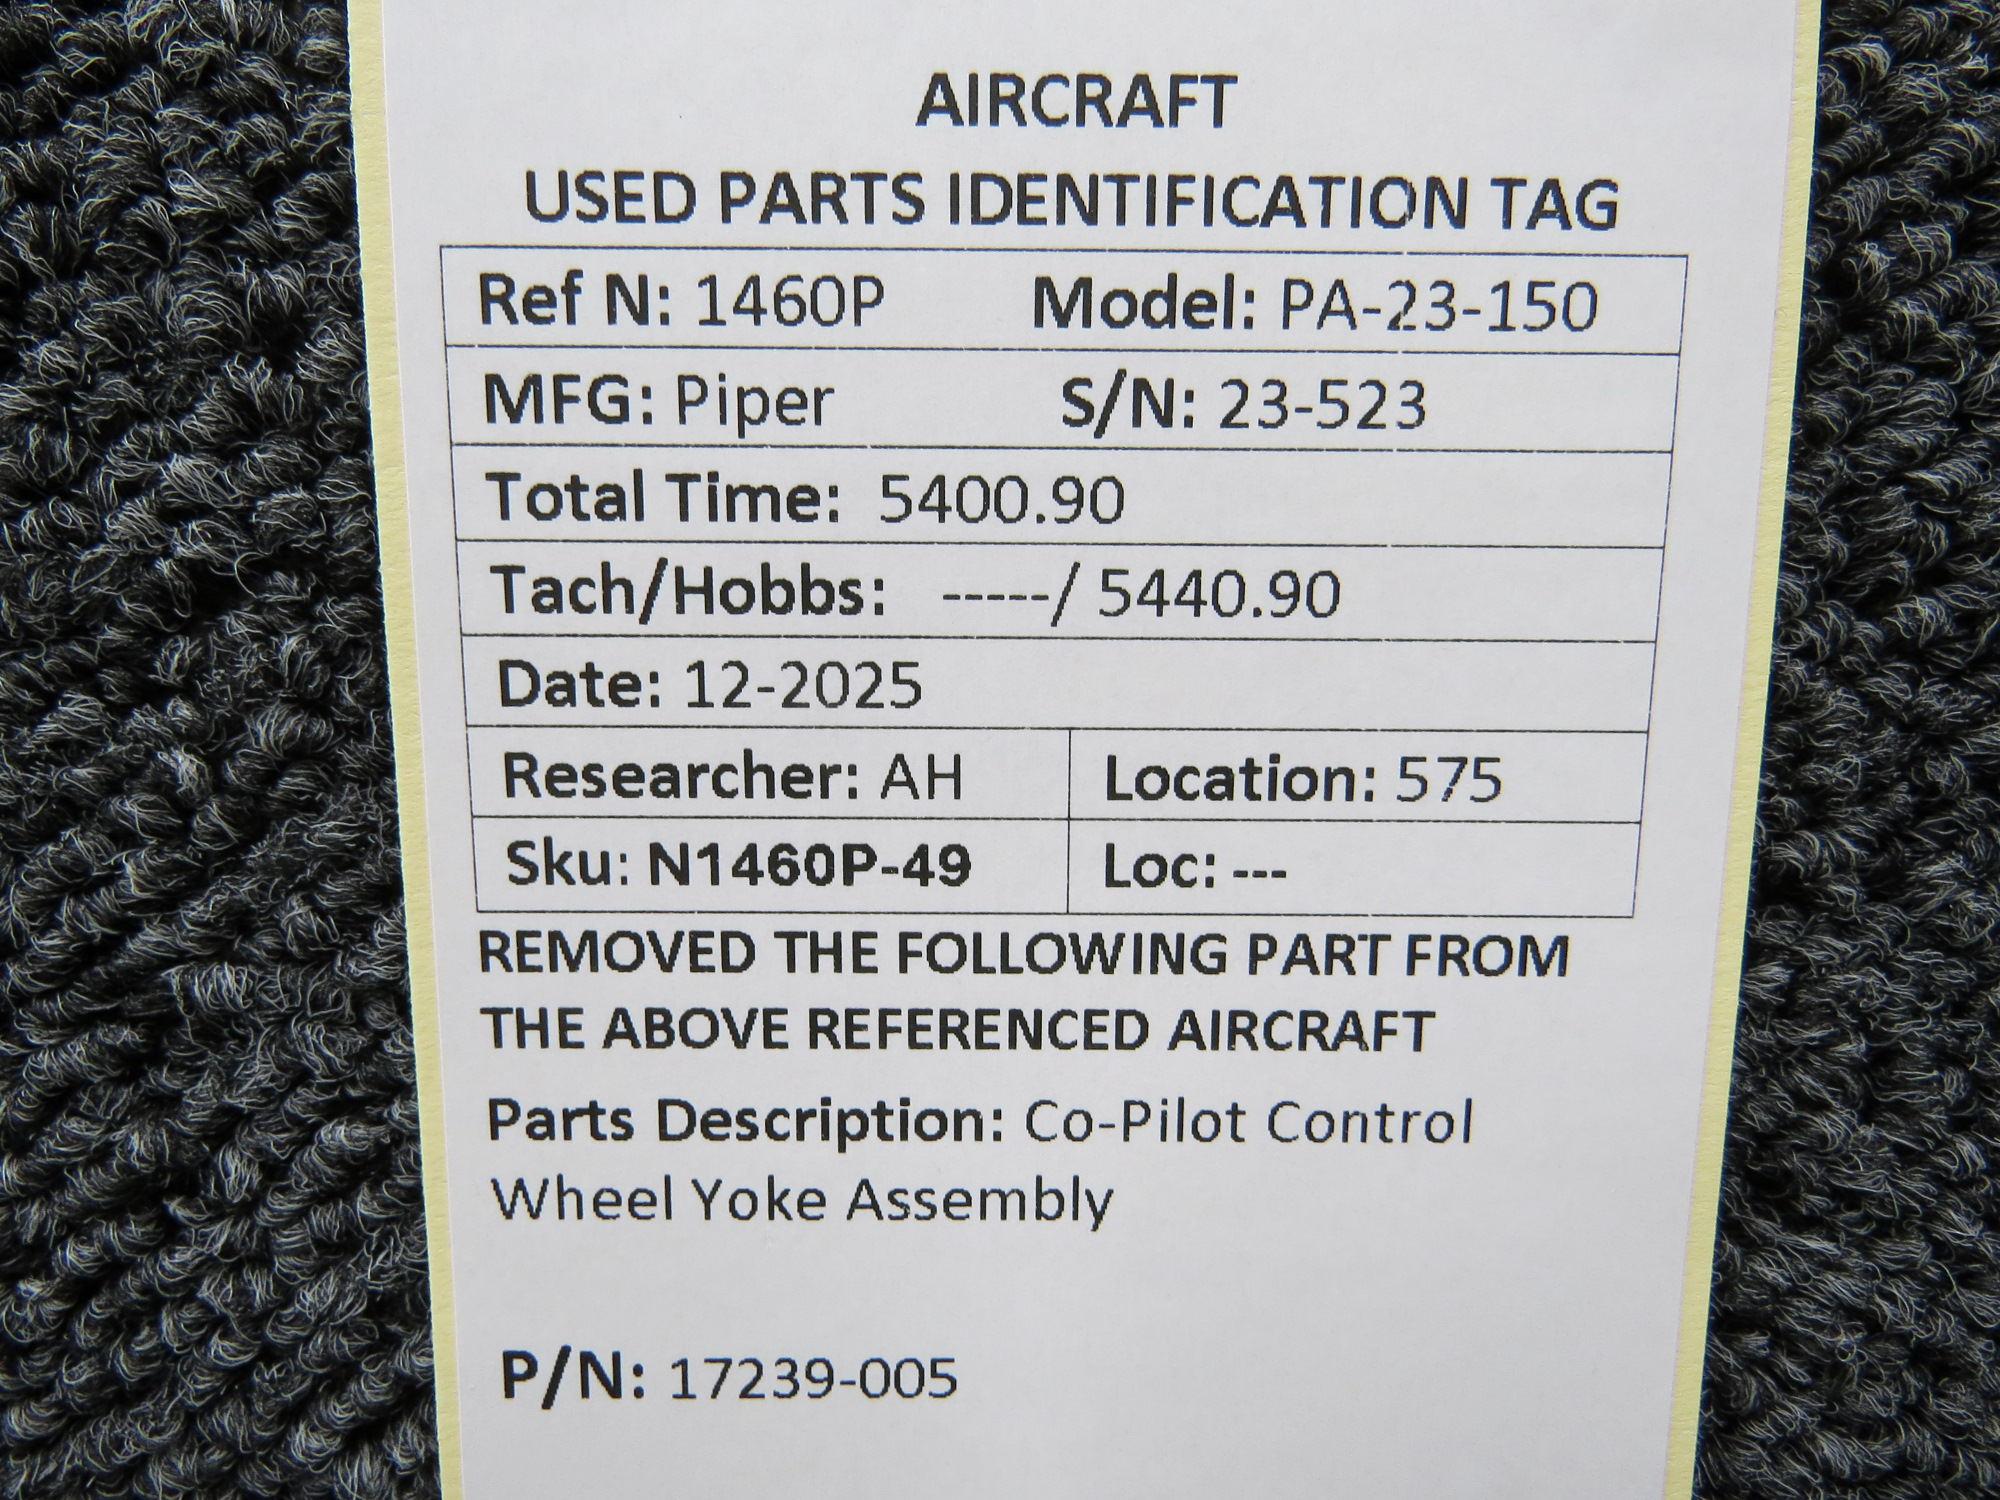 AIRCRAFT
USED PARTS IDENTIFICATION TAG
Ref N: 1460P Model: PA-23-150
MFG: Piper S/N: 23-523
Total Time: 5400.90
Tach/Hobbs: -----/ 5440.90
Date: 12-2025
Researcher: AH Location: 575
Sku: N1460P-49 Loc: ---
REMOVED THE FOLLOWING PART FROM
THE ABOVE REFERENCED AIRCRAFT
Parts Description: Co-Pilot Control
Wheel Yoke Assembly
P/N: 17239-005